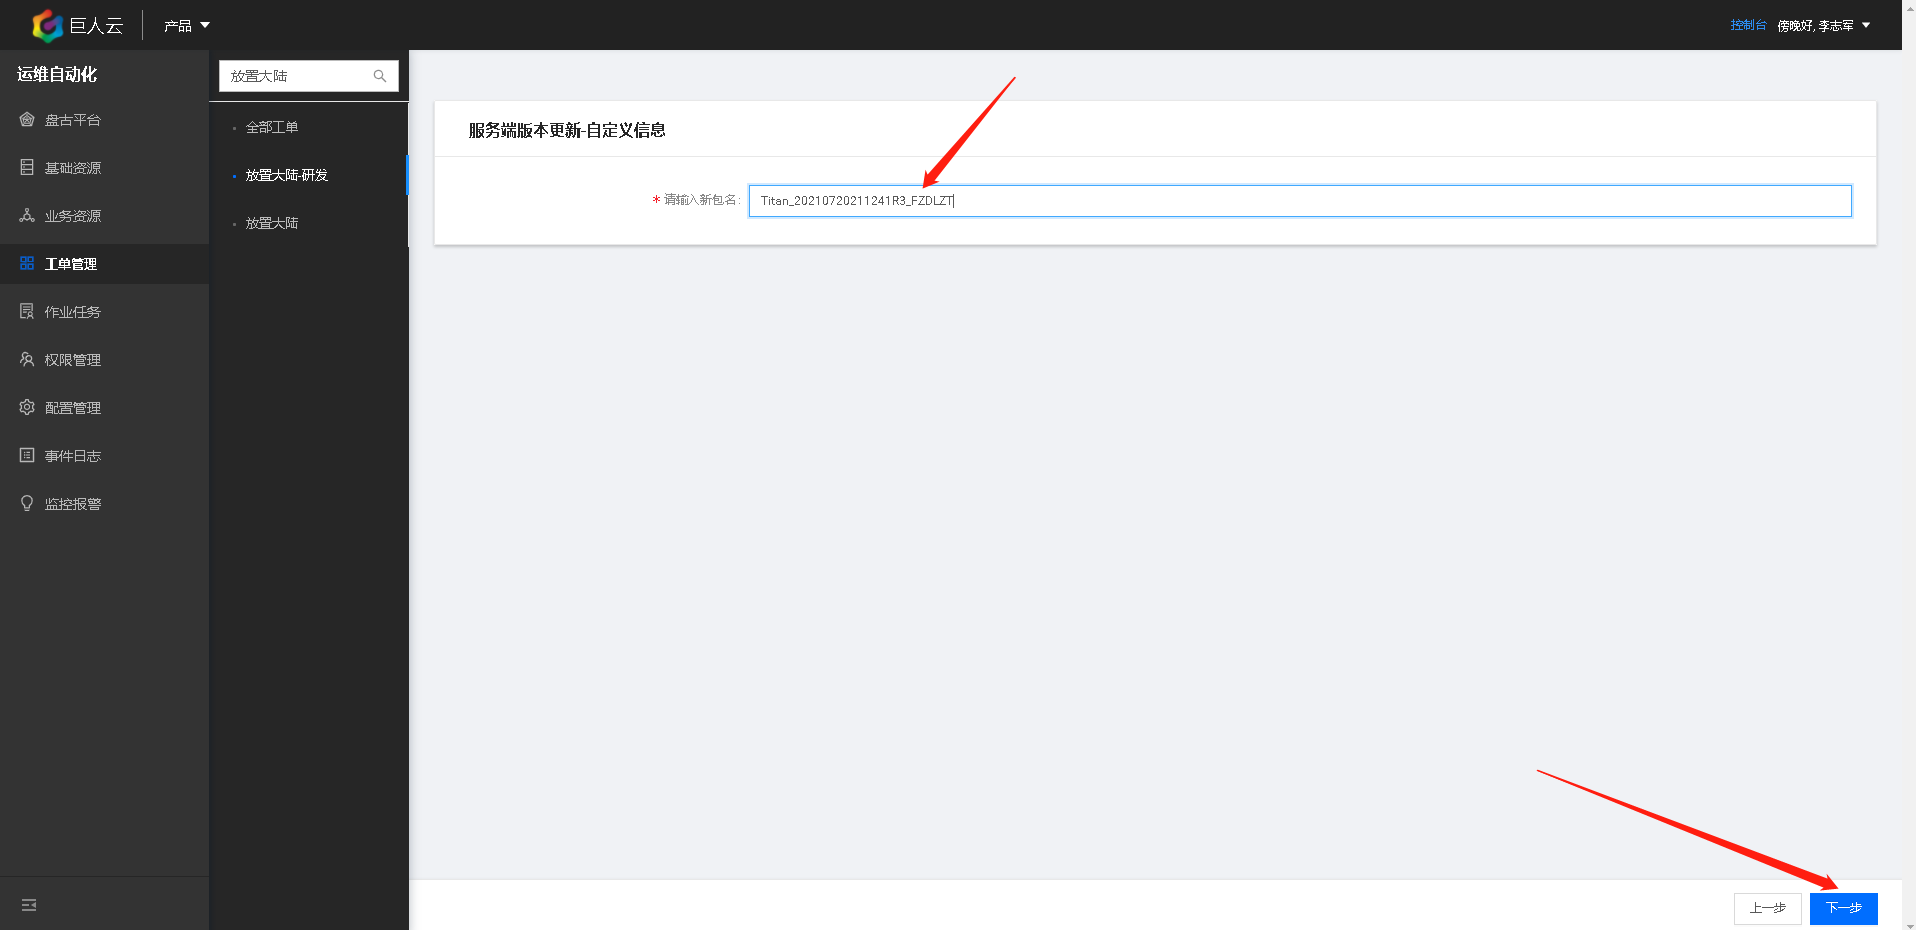 巨人云
产品
控制台
傍晚好, 李志军
运维自动化
盘古平台
基础资源
业务资源
工单管理
作业任务
权限管理
配置管理
事件日志
监控报警
放置大陆
全部工单
放置大陆-研发
放置大陆
服务端版本更新-自定义信息
* 请输入新包名:
Titan_20210720211241R3_FZDLZT
上一步
下一步